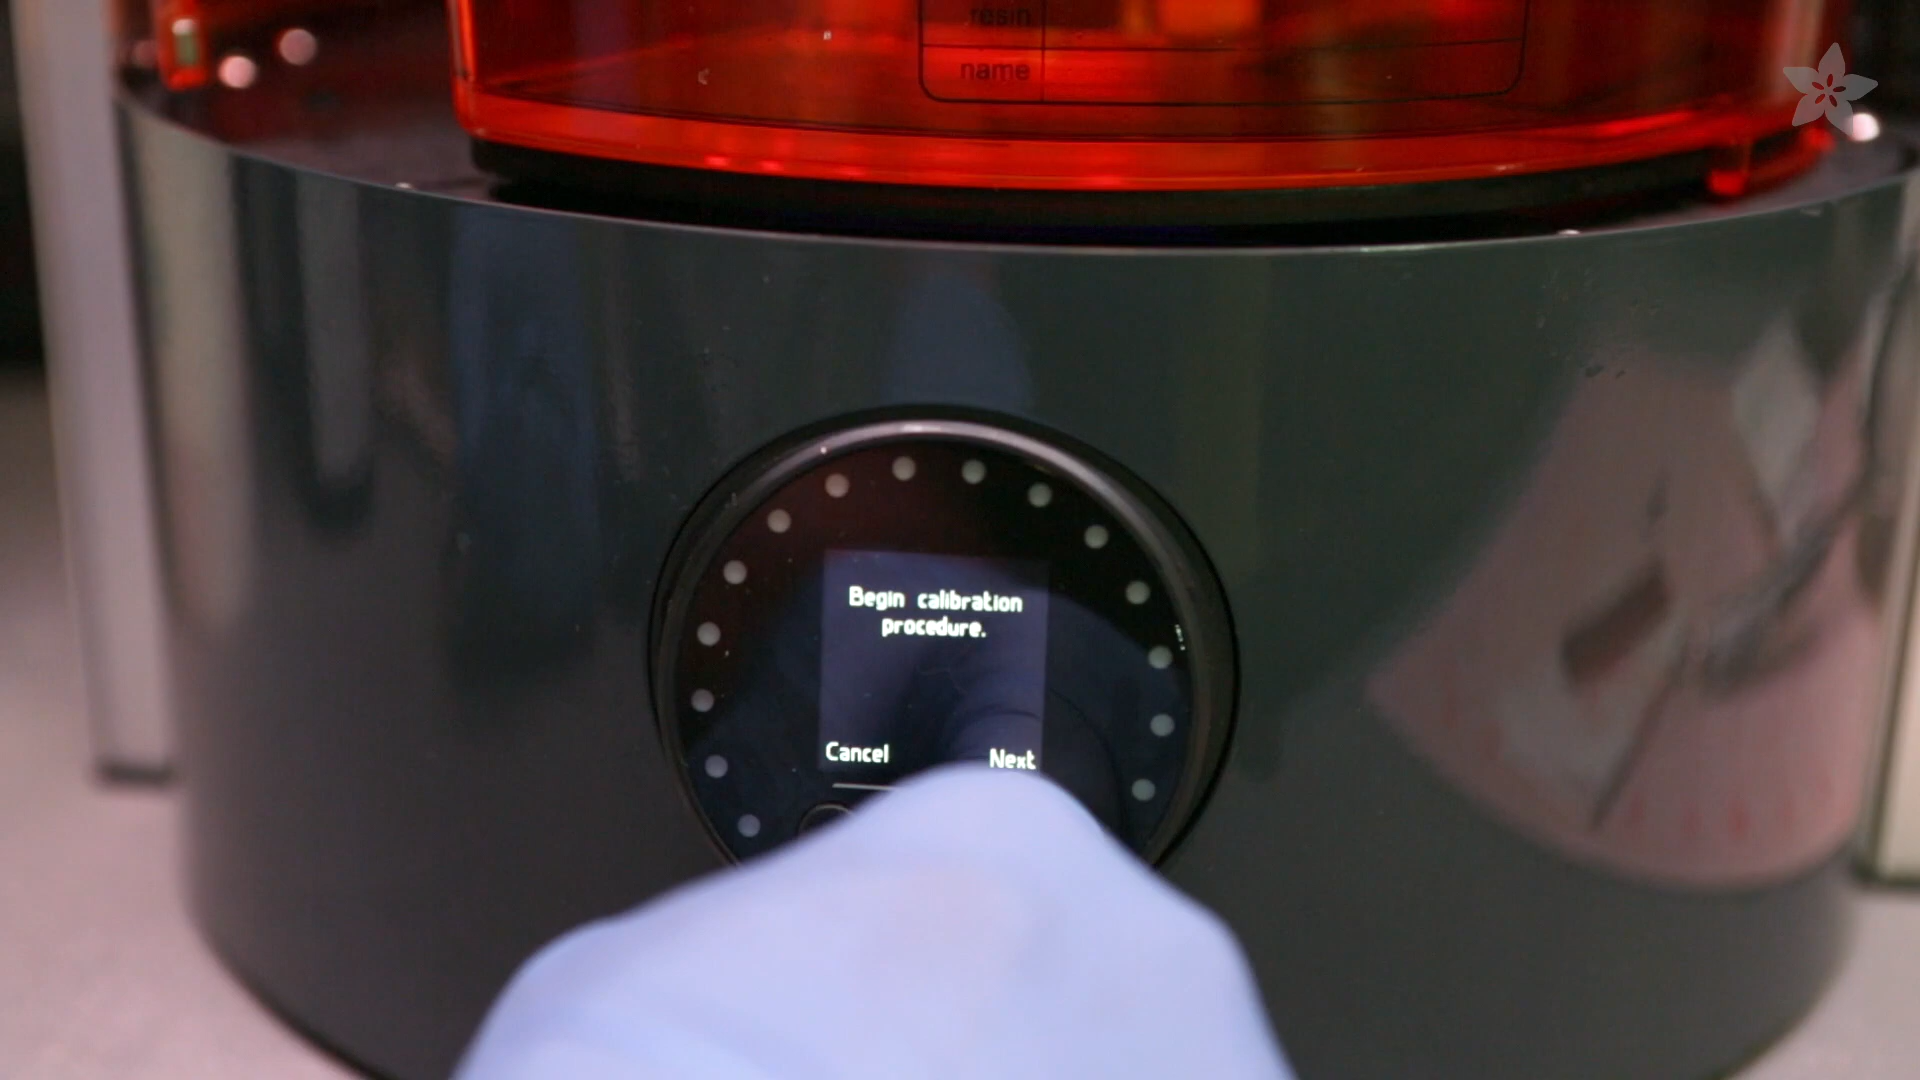 resin
name
Begin calibration
procedure.
Cancel Next